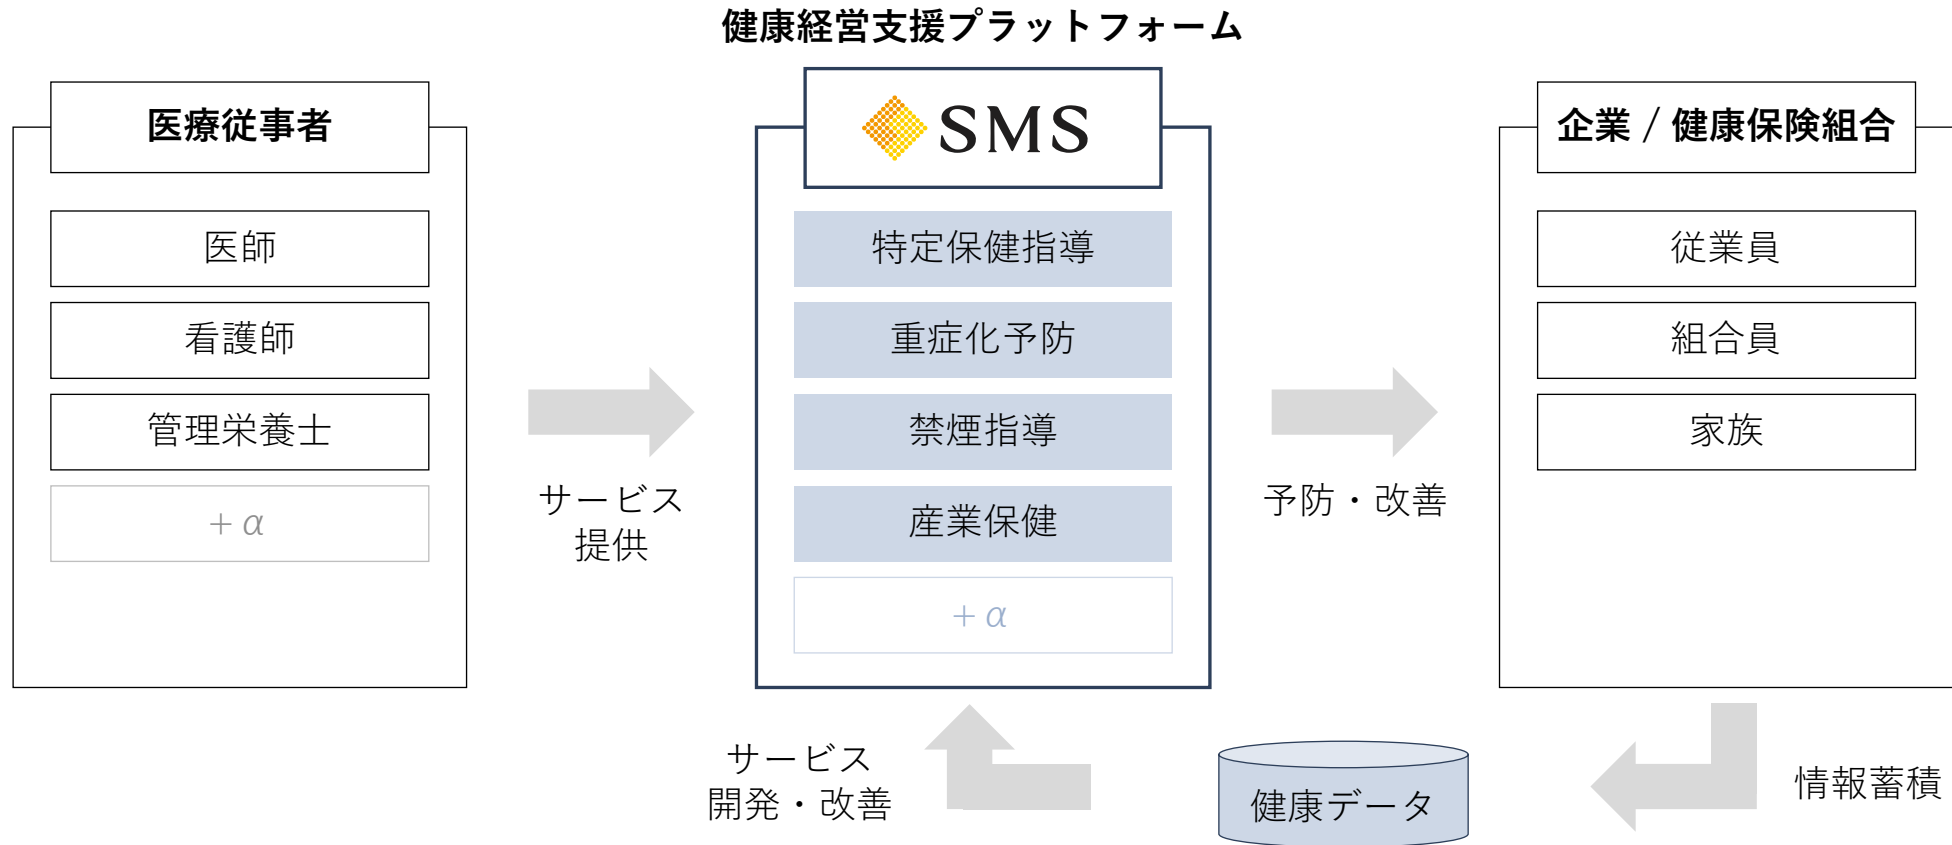 健康経営支援プラットフォーム
医療従事者
医師
看護師
管理栄養士
＋α
サービス
提供
SMS
特定保健指導
重症化予防
禁煙指導
産業保健
＋α
予防・改善
企業 / 健康保険組合
従業員
組合員
家族
サービス
開発・改善
健康データ
情報蓄積